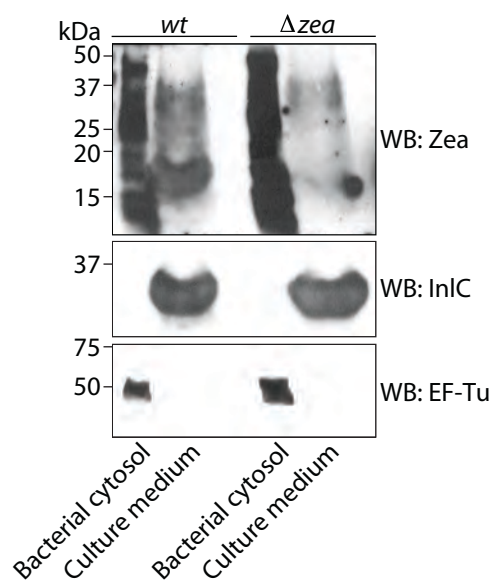 kDa
wt
Δzea
50
37
25
20
15
WB: Zea
37
WB: InlC
75
50
WB: EF-Tu
Bacterial cytosol
Culture medium
Bacterial cytosol
Culture medium